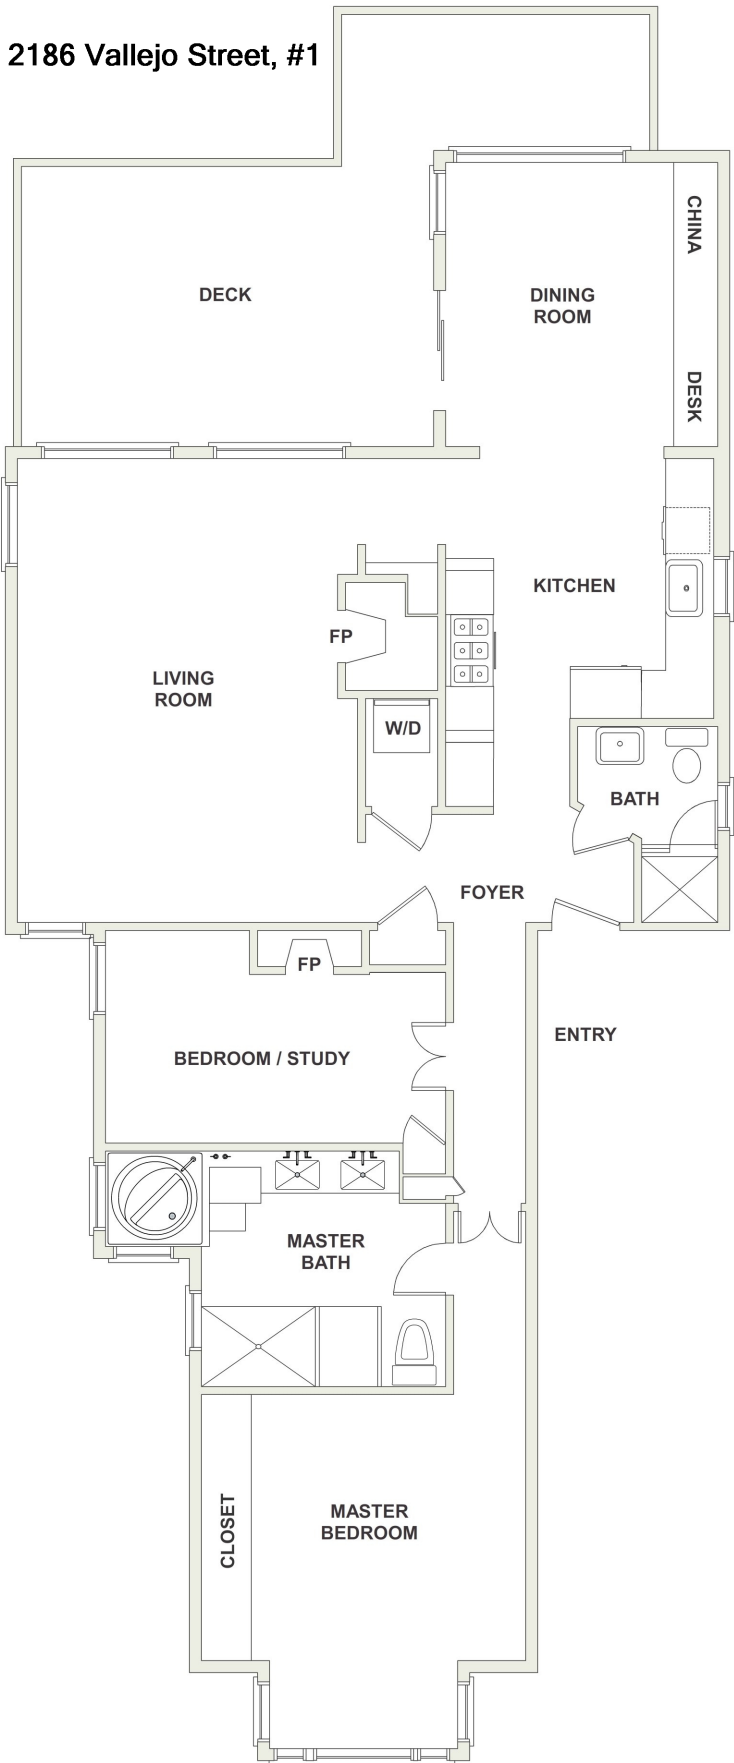 2186 Vallejo Street, #1
CHINA
DECK
DINING
ROOM
DESK
KITCHEN
FP
LIVING
ROOM
W/D
BATH
FOYER
FP
ENTRY
BEDROOM / STUDY
MASTER
BATH
CLOSET
MASTER
BEDROOM